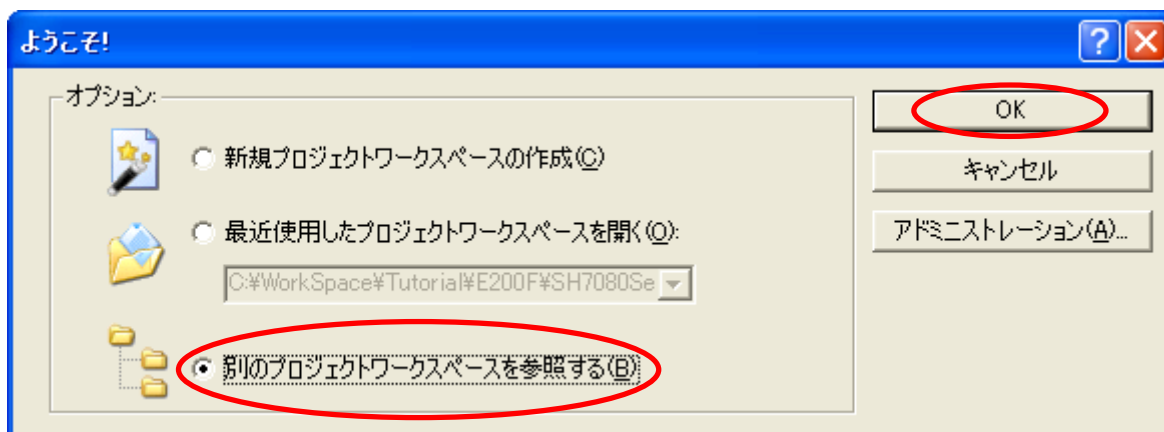 ようこそ!
オプション:
新規プロジェクトワークスペースの作成(C)
最近使用したプロジェクトワークスペースを開く(O):
C:¥WorkSpace¥Tutorial¥E200F¥SH7080Se
別のプロジェクトワークスペースを参照する(B)
OK
キャンセル
アドミニストレーション(A)...